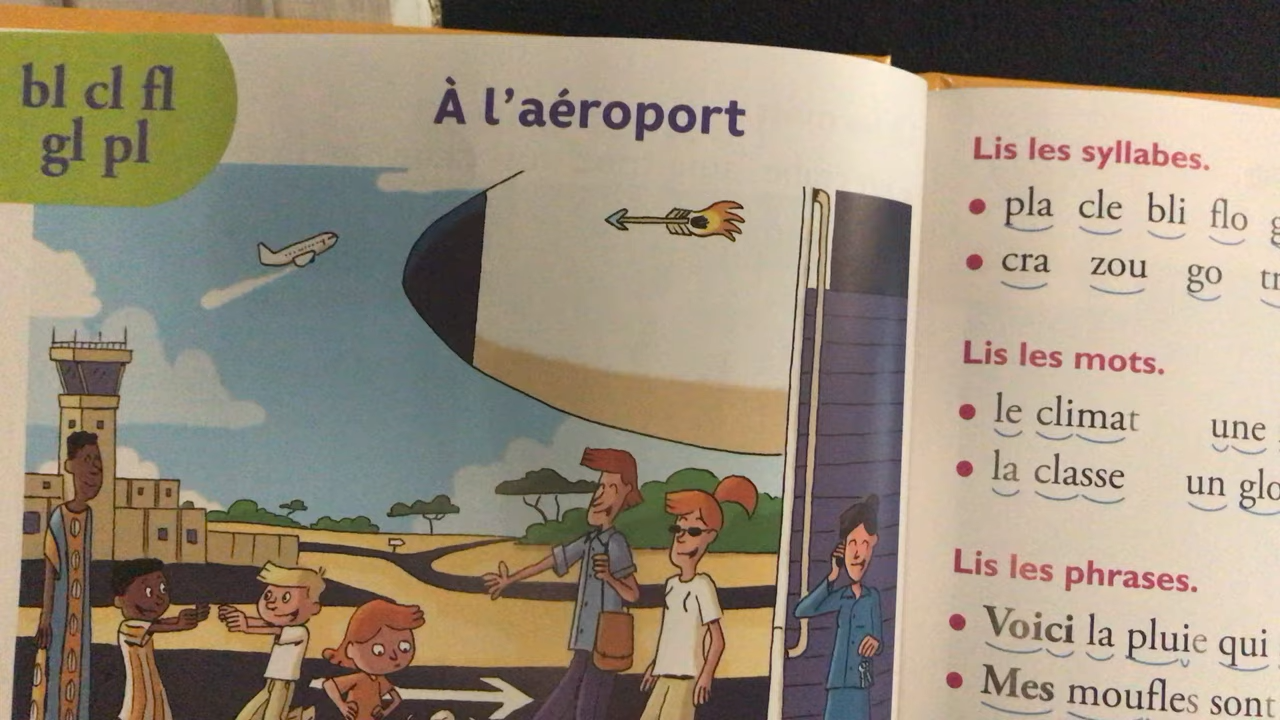 bl cl fl
gl pl
À l'aéroport
Lis les syllabes.
• pla cle bli flo
• cra zou go
Lis les mots.
• le climat une
• la classe un
Lis les phrases.
• Voici la pluie qui
• Mes moufles sont